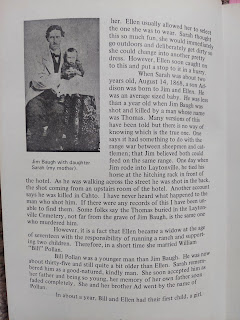 her. Ellen usually allowed her to select
the one she was to wear. Sarah thought
this so much fun, she would immediately
go outdoors and deliberately get dirty so
she could change into another pretty
dress. However, Ellen soon caught on
to this and put a stop to it in a hurry.
When Sarah was about two
years old, August 14, 1868, a son Ad-
dison was born to Jim and Ellen. He
was an average sized baby. He was less
than a year old when Jim Baugh was
shot and killed by a man whose name
was Thomas. Many versions of this
have been told but there is no way of
knowing which is the true one. One
says it had something to do with the
range war between sheepmen and cat-
tlemen; that Jim believed both could
feed on the same range. One day when
Jim rode into Laytonville, he tied his
horse at the hitching rack in front of
Jim Baugh with daughter
Sarah (my mother).
the hotel. As he was walking across the street he was shot in the back,
the shot coming from an upstairs room of the hotel. Another account
says he was killed in Cahto. I have never learned what happened to the
man who shot him. If there were any records of this I have been un-
able to find them. Some folks say the Thomas buried in the Laytonville
Cemetery, not far from the grave of Jim Baugh, is the same one
who murdered him.
However, it is a fact that Ellen became a widow at the age
of seventeen with the responsibility of running a ranch and support-
ing two children. Therefore, in a short time she married William
"Bill" Pollan.
Bill Pollan was a younger man than Jim Baugh. He was now
about thirty-five and still quite a bit older than Ellen. Sarah remem-
bered him as a good-natured, kindly man. She soon accepted him as
her father and being so young, her memory of her own father soon
faded completely. She and her brother Ad went by the name of
Pollan.
In about a year, Bill and Ellen had their first child, a girl,